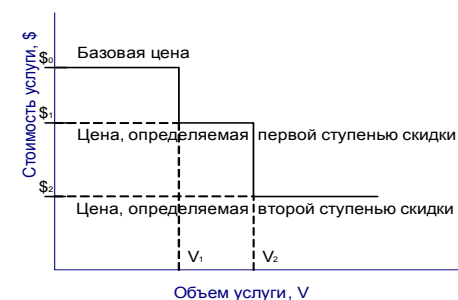 Стоимость услуги, $
$₀
Базовая цена
$₁
Цена, определяемая первой ступенью скидки
$₂
Цена, определяемая второй ступенью скидки
V₁
V₂
Объем услуги, V